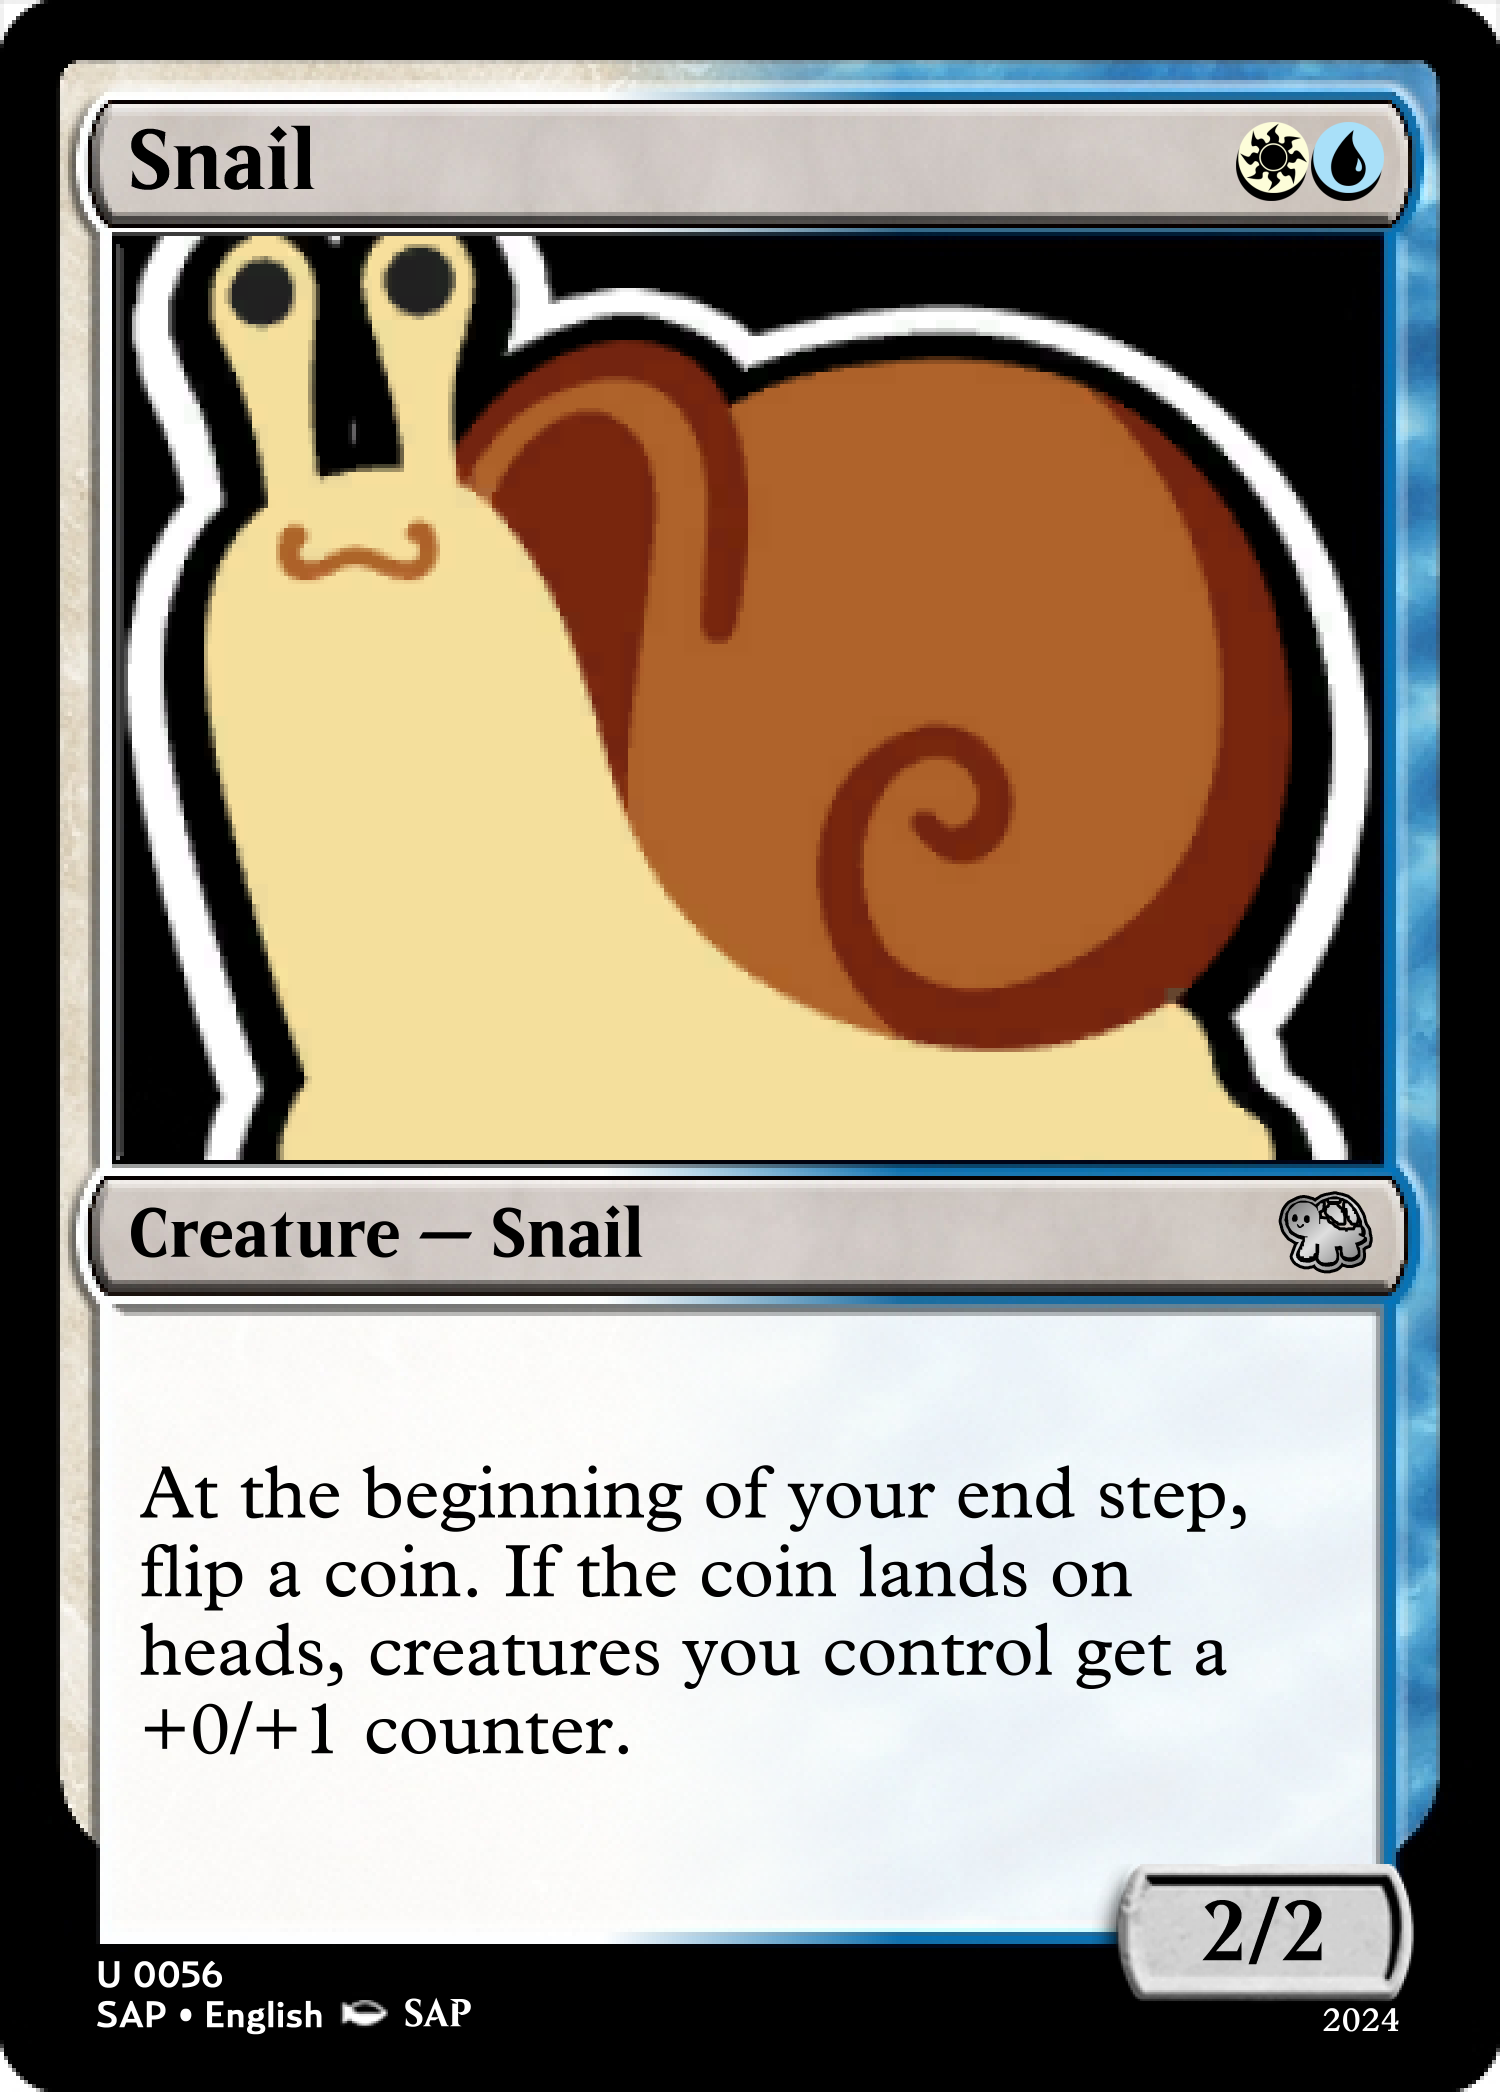 Snail
Creature — Snail
At the beginning of your end step,
flip a coin. If the coin lands on
heads, creatures you control get a
+0/+1 counter.
2/2
U 0056
SAP • English SAP
2024